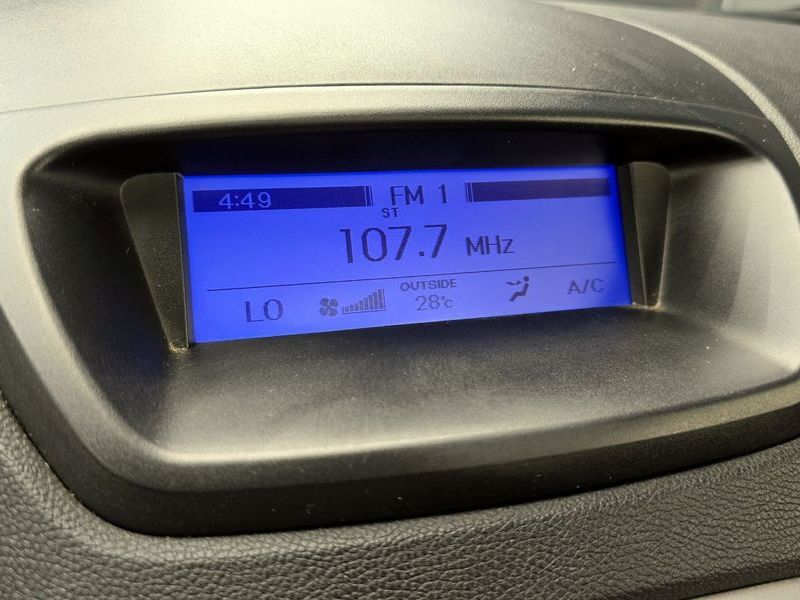 4:49 FM 1
ST
107.7 MHz
OUTSIDE
LO 28°C A/C